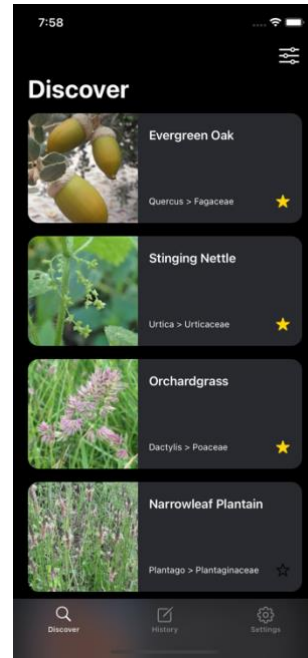 7:58
Discover
Evergreen Oak
Quercus > Fagaceae
Stinging Nettle
Urtica > Urticaceae
Orchardgrass
Dactylis > Poaceae
Narrowleaf Plantain
Plantago > Plantaginaceae
Discover History Settings